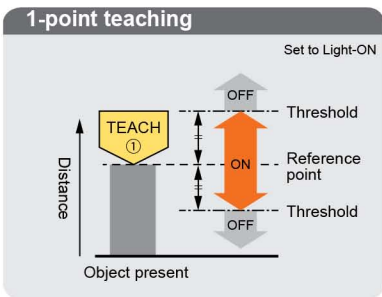 1-point teaching
Set to Light-ON
OFF
Threshold
TEACH
①
ON
Reference
point
Distance
Threshold
OFF
Object present